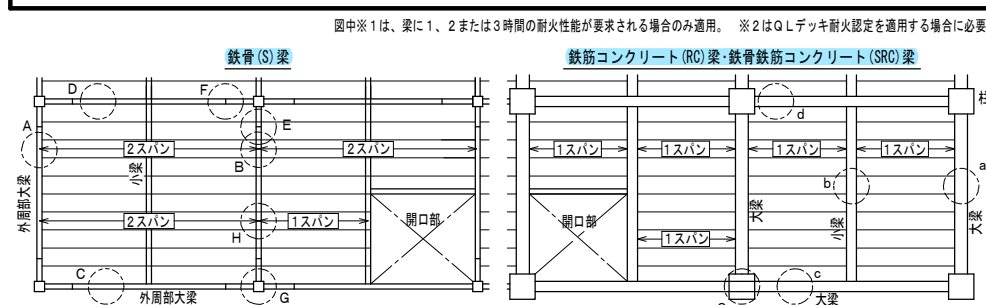 図中※1は、梁に1、2または3時間の耐火性能が要求される場合のみ適用。 ※2はQLデッキ耐火認定を適用する場合に必要
鉄骨(S)梁
鉄筋コンクリート(RC)梁・鉄骨鉄筋コンクリート(SRC)梁
D
F
A
E
2スパン
2スパン
B
小梁
外周部大梁
2スパン
1スパン
開口部
H
C
外周部大梁
G
柱
d
1スパン
1スパン
1スパン
1スパン
a
b
大梁
小梁
大梁
開口部
1スパン
c
大梁